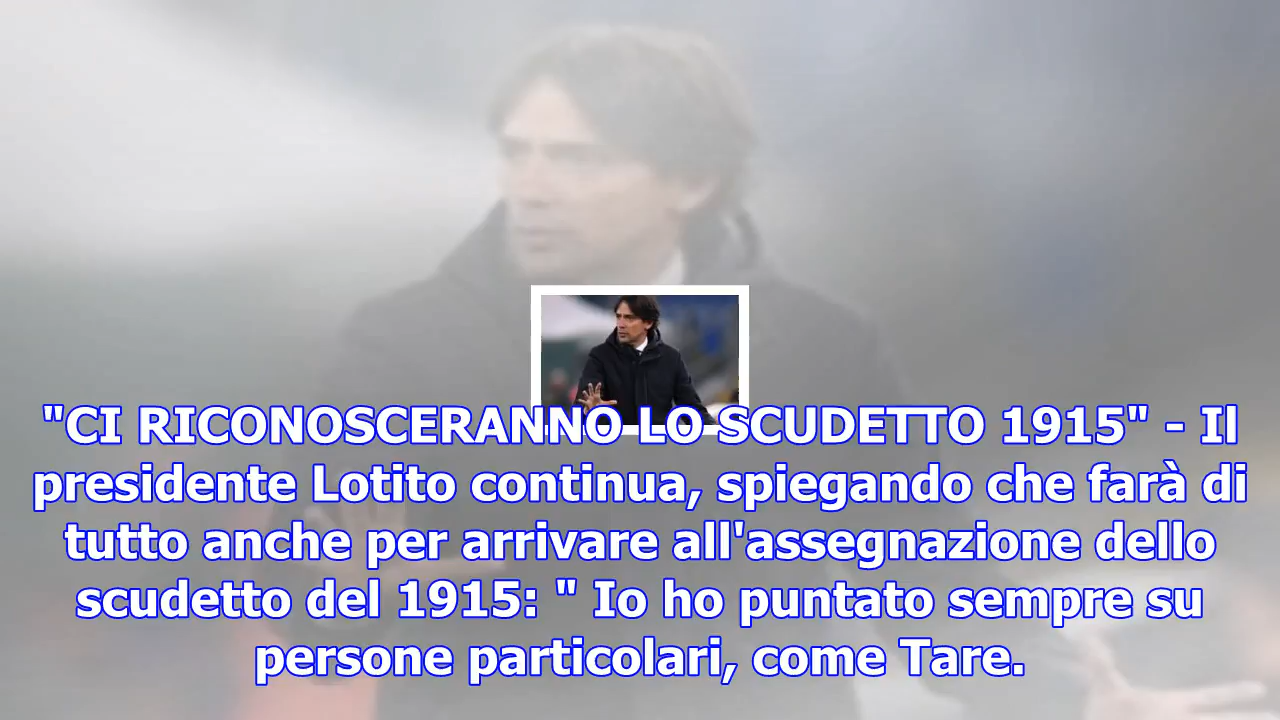 "CI RICONOSCERANNO LO SCUDETTO 1915" - Il
presidente Lotito continua, spiegando che farà di
tutto anche per arrivare all'assegnazione dello
scudetto del 1915: " Io ho puntato sempre su
persone particolari, come Tare.